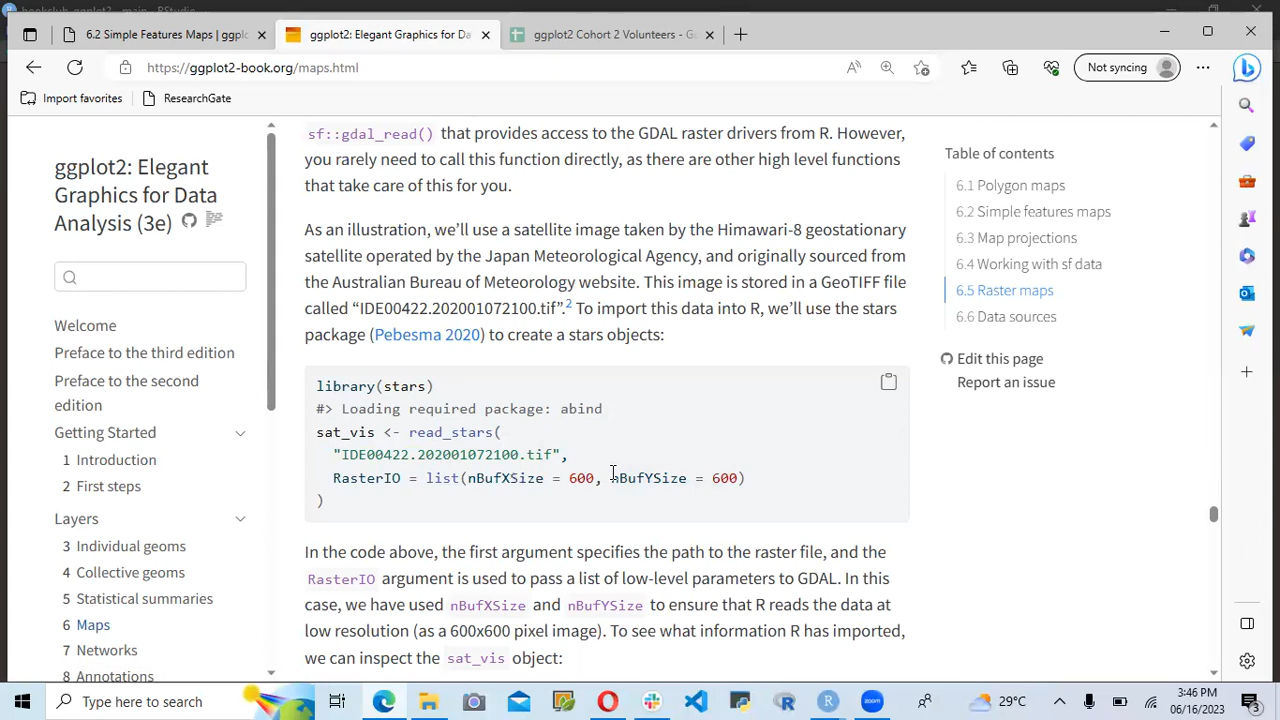 bookclub_ggplot2 - main - RStudio
6.2 Simple Features Maps | ggplo
ggplot2: Elegant Graphics for Da
ggplot2 Cohort 2 Volunteers - G
https://ggplot2-book.org/maps.html
Not syncing
Import favorites
ResearchGate
ggplot2: Elegant
Graphics for Data
Analysis (3e)
Welcome
Preface to the third edition
Preface to the second
edition
Getting Started
1 Introduction
2 First steps
Layers
3 Individual geoms
4 Collective geoms
5 Statistical summaries
6 Maps
7 Networks
8 Annotations
sf::gdal_read() that provides access to the GDAL raster drivers from R. However,
you rarely need to call this function directly, as there are other high level functions
that take care of this for you.
As an illustration, we’ll use a satellite image taken by the Himawari-8 geostationary
satellite operated by the Japan Meteorological Agency, and originally sourced from
the Australian Bureau of Meteorology website. This image is stored in a GeoTIFF file
called “IDE00422.202001072100.tif”.2 To import this data into R, we’ll use the stars
package (Pebesma 2020) to create a stars objects:
library(stars)
#> Loading required package: abind
sat_vis <- read_stars(
"IDE00422.202001072100.tif",
RasterIO = list(nBufXSize = 600, nBufYSize = 600)
)
In the code above, the first argument specifies the path to the raster file, and the
RasterIO argument is used to pass a list of low-level parameters to GDAL. In this
case, we have used nBufXSize and nBufYSize to ensure that R reads the data at
low resolution (as a 600x600 pixel image). To see what information R has imported,
we can inspect the sat_vis object:
Table of contents
6.1 Polygon maps
6.2 Simple features maps
6.3 Map projections
6.4 Working with sf data
6.5 Raster maps
6.6 Data sources
Edit this page
Report an issue
Type here to search
zoom
29°C
3:46 PM
06/16/2023
3